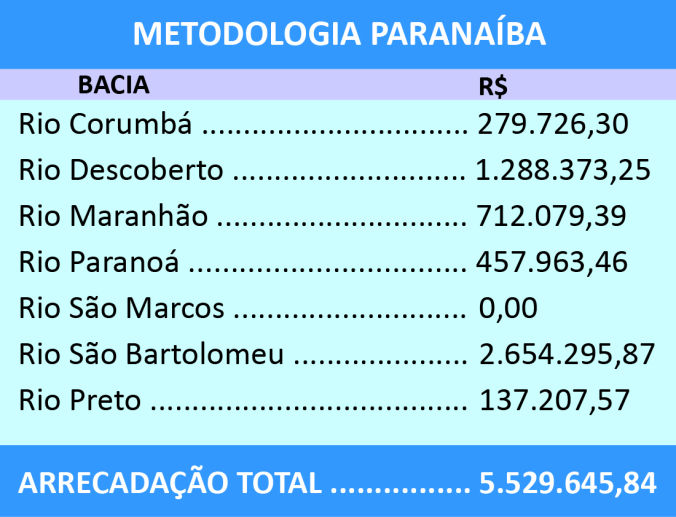 METODOLOGIA PARANAÍBA
BACIA R$
Rio Corumbá ................................ 279.726,30
Rio Descoberto ............................ 1.288.373,25
Rio Maranhão .............................. 712.079,39
Rio Paranoá .................................. 457.963,46
Rio São Marcos ............................ 0,00
Rio São Bartolomeu ..................... 2.654.295,87
Rio Preto ...................................... 137.207,57
ARRECADAÇÃO TOTAL ................ 5.529.645,84